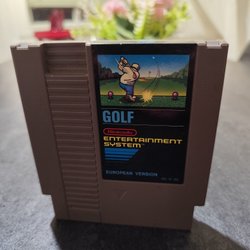 GOLF
Nintendo
ENTERTAINMENT
SYSTEM
EUROPEAN VERSION